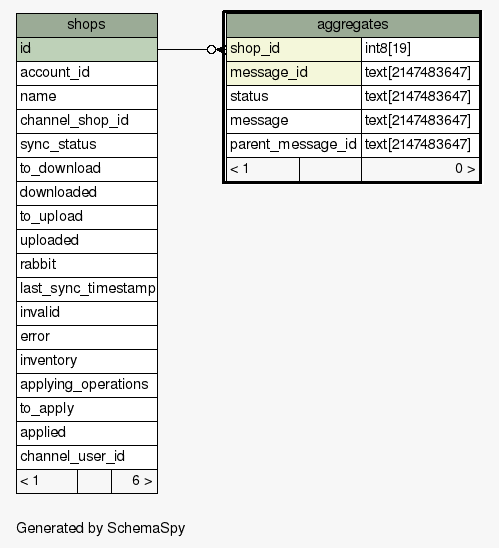 shops
id
account_id
name
channel_shop_id
sync_status
to_download
downloaded
to_upload
uploaded
rabbit
last_sync_timestamp
invalid
error
inventory
applying_operations
to_apply
applied
channel_user_id
< 1 6 >
aggregates
shop_id int8[19]
message_id text[2147483647]
status text[2147483647]
message text[2147483647]
parent_message_id text[2147483647]
< 1 0 >
Generated by SchemaSpy